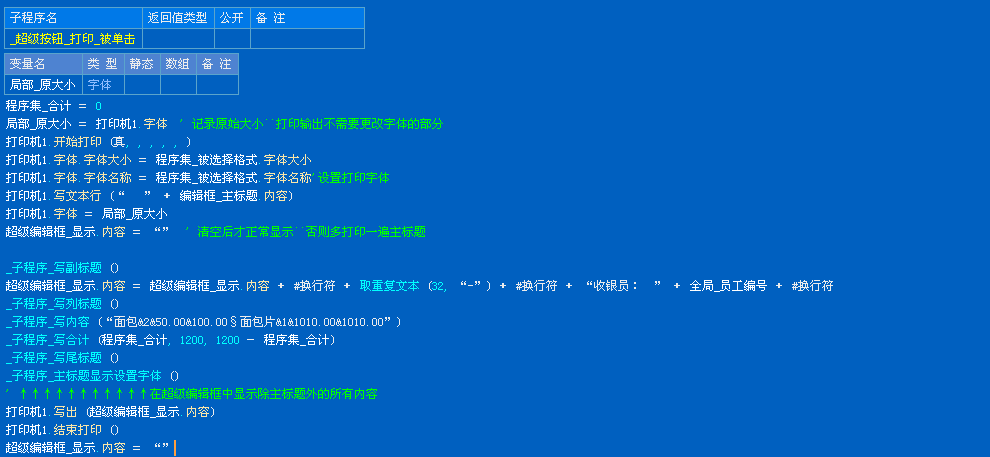 子程序名 返回值类型 公开 备 注
_超级按钮_打印_被单击
变量名 类 型 静态 数组 备 注
局部_原大小 字体
程序集_合计 = 0
局部_原大小 = 打印机1.字体 ' 记录原始大小``打印输出不需要更改字体的部分
打印机1.开始打印 (真, , , , , )
打印机1.字体.字体大小 = 程序集_被选择格式.字体大小
打印机1.字体.字体名称 = 程序集_被选择格式.字体名称' 设置打印字体
打印机1.写文本行 (“ ” + 编辑框_主标题.内容)
打印机1.字体 = 局部_原大小
超级编辑框_显示.内容 = “” ' 清空后才正常显示``否则多打印一遍主标题
_子程序_写副标题 ()
超级编辑框_显示.内容 = 超级编辑框_显示.内容 + #换行符 + 取重复文本 (32, “-”) + #换行符 + “收银员： ” + 全局_员工编号 + #换行符
_子程序_写列标题 ()
_子程序_写内容 (“面包&2&50.00&100.00§面包片&1&1010.00&1010.00”)
_子程序_写合计 (程序集_合计, 1200, 1200 － 程序集_合计)
_子程序_写尾标题 ()
_子程序_主标题显示设置字体 ()
' ↑↑↑↑↑↑↑↑↑↑↑在超级编辑框中显示除主标题外的所有内容
打印机1.写出 (超级编辑框_显示.内容)
打印机1.结束打印 ()
超级编辑框_显示.内容 = “”